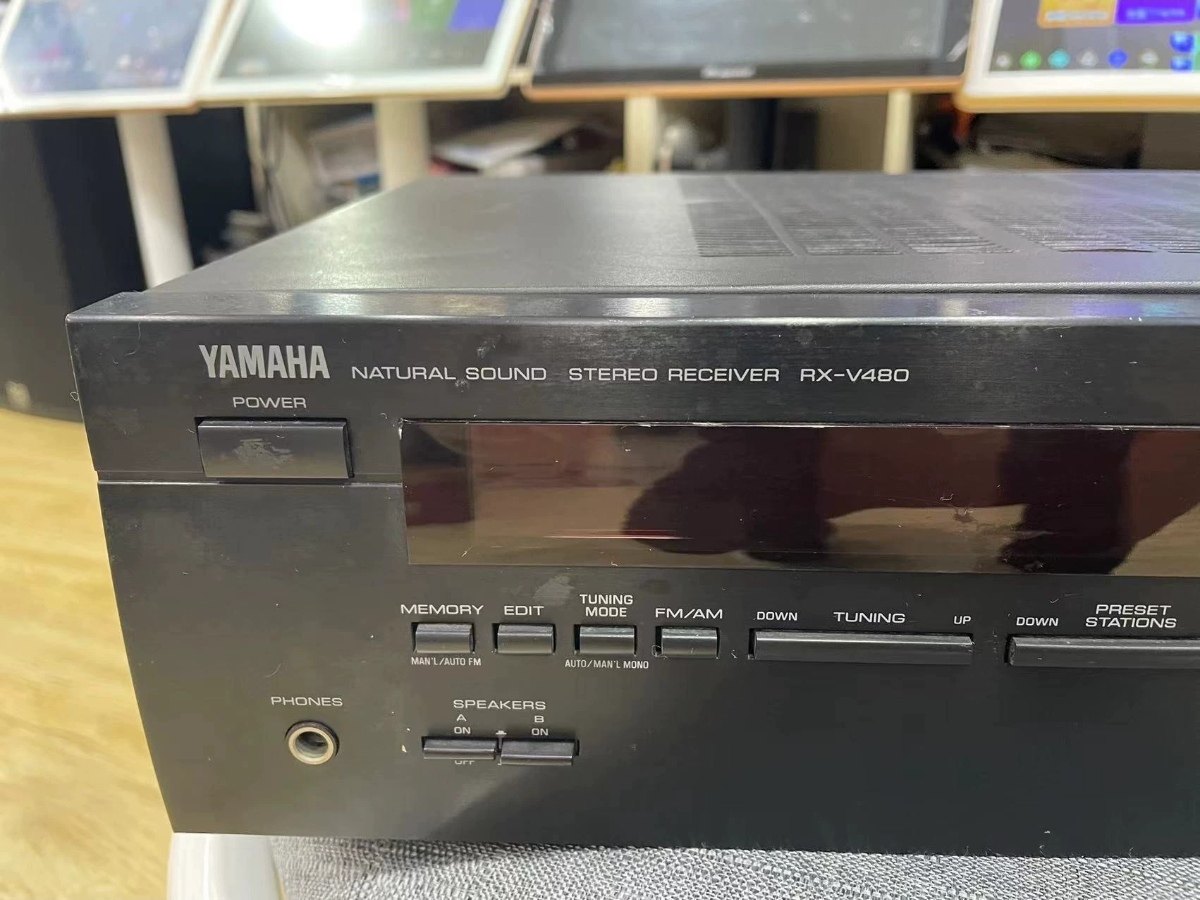 YAMAHA NATURAL SOUND STEREO RECEIVER RX-V480
POWER
MEMORY EDIT TUNING MODE FM/AM DOWN TUNING UP DOWN PRESET STATIONS
MAN'L/AUTO FM AUTO/MAN'L MONO
PHONES
SPEAKERS
A B
ON ON
OFF